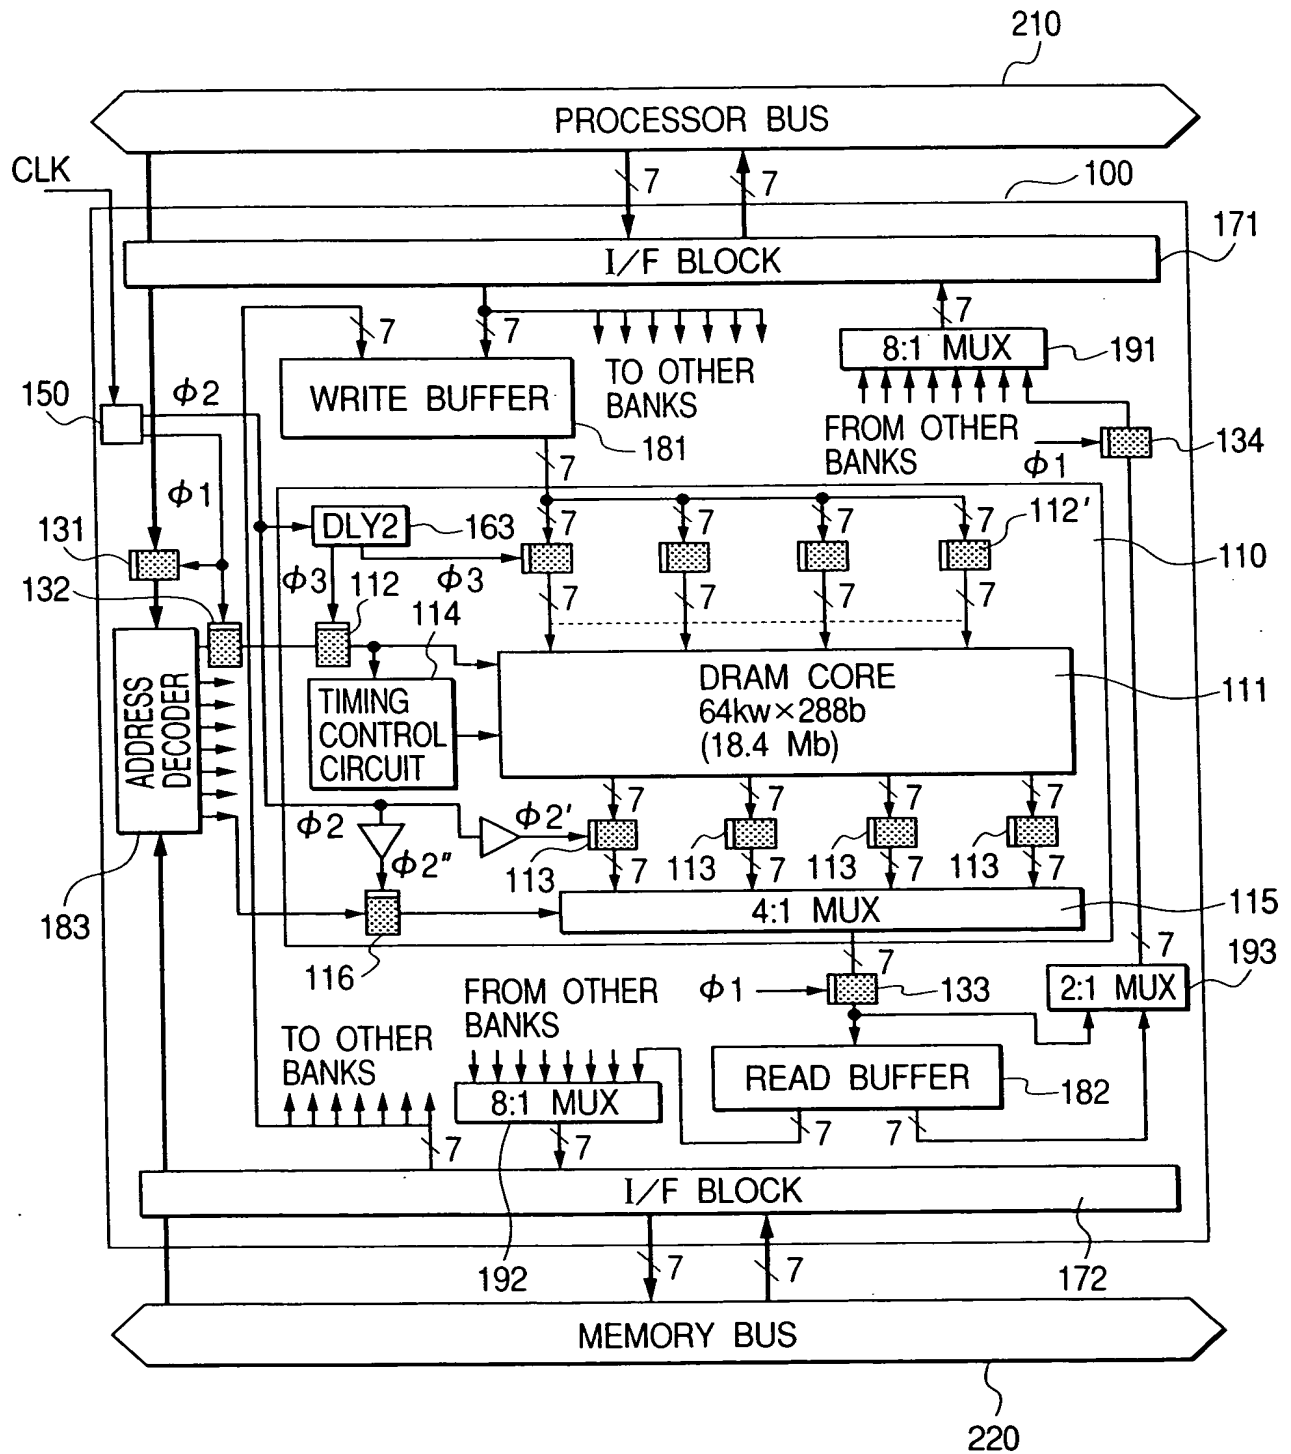 210
PROCESSOR BUS
CLK
7
7
100
171
I/F BLOCK
7
7
7
8:1 MUX
191
TO OTHER
BANKS
150
ϕ2
WRITE BUFFER
181
FROM OTHER
BANKS
ϕ1
134
7
ϕ1
131
DLY2
163
7
7
7
7
112'
110
132
ϕ3
112
ϕ3
114
7
7
7
7
ADDRESS
DECODER
TIMING
CONTROL
CIRCUIT
DRAM CORE
64kw×288b
(18.4 Mb)
111
7
7
7
7
ϕ2
ϕ2'
113
113
113
113
ϕ2"
7
7
7
7
183
4:1 MUX
115
116
7
7
193
FROM OTHER
BANKS
ϕ1
133
2:1 MUX
TO OTHER
BANKS
READ BUFFER
182
8:1 MUX
7
7
7
7
I/F BLOCK
192
7
7
172
MEMORY BUS
220